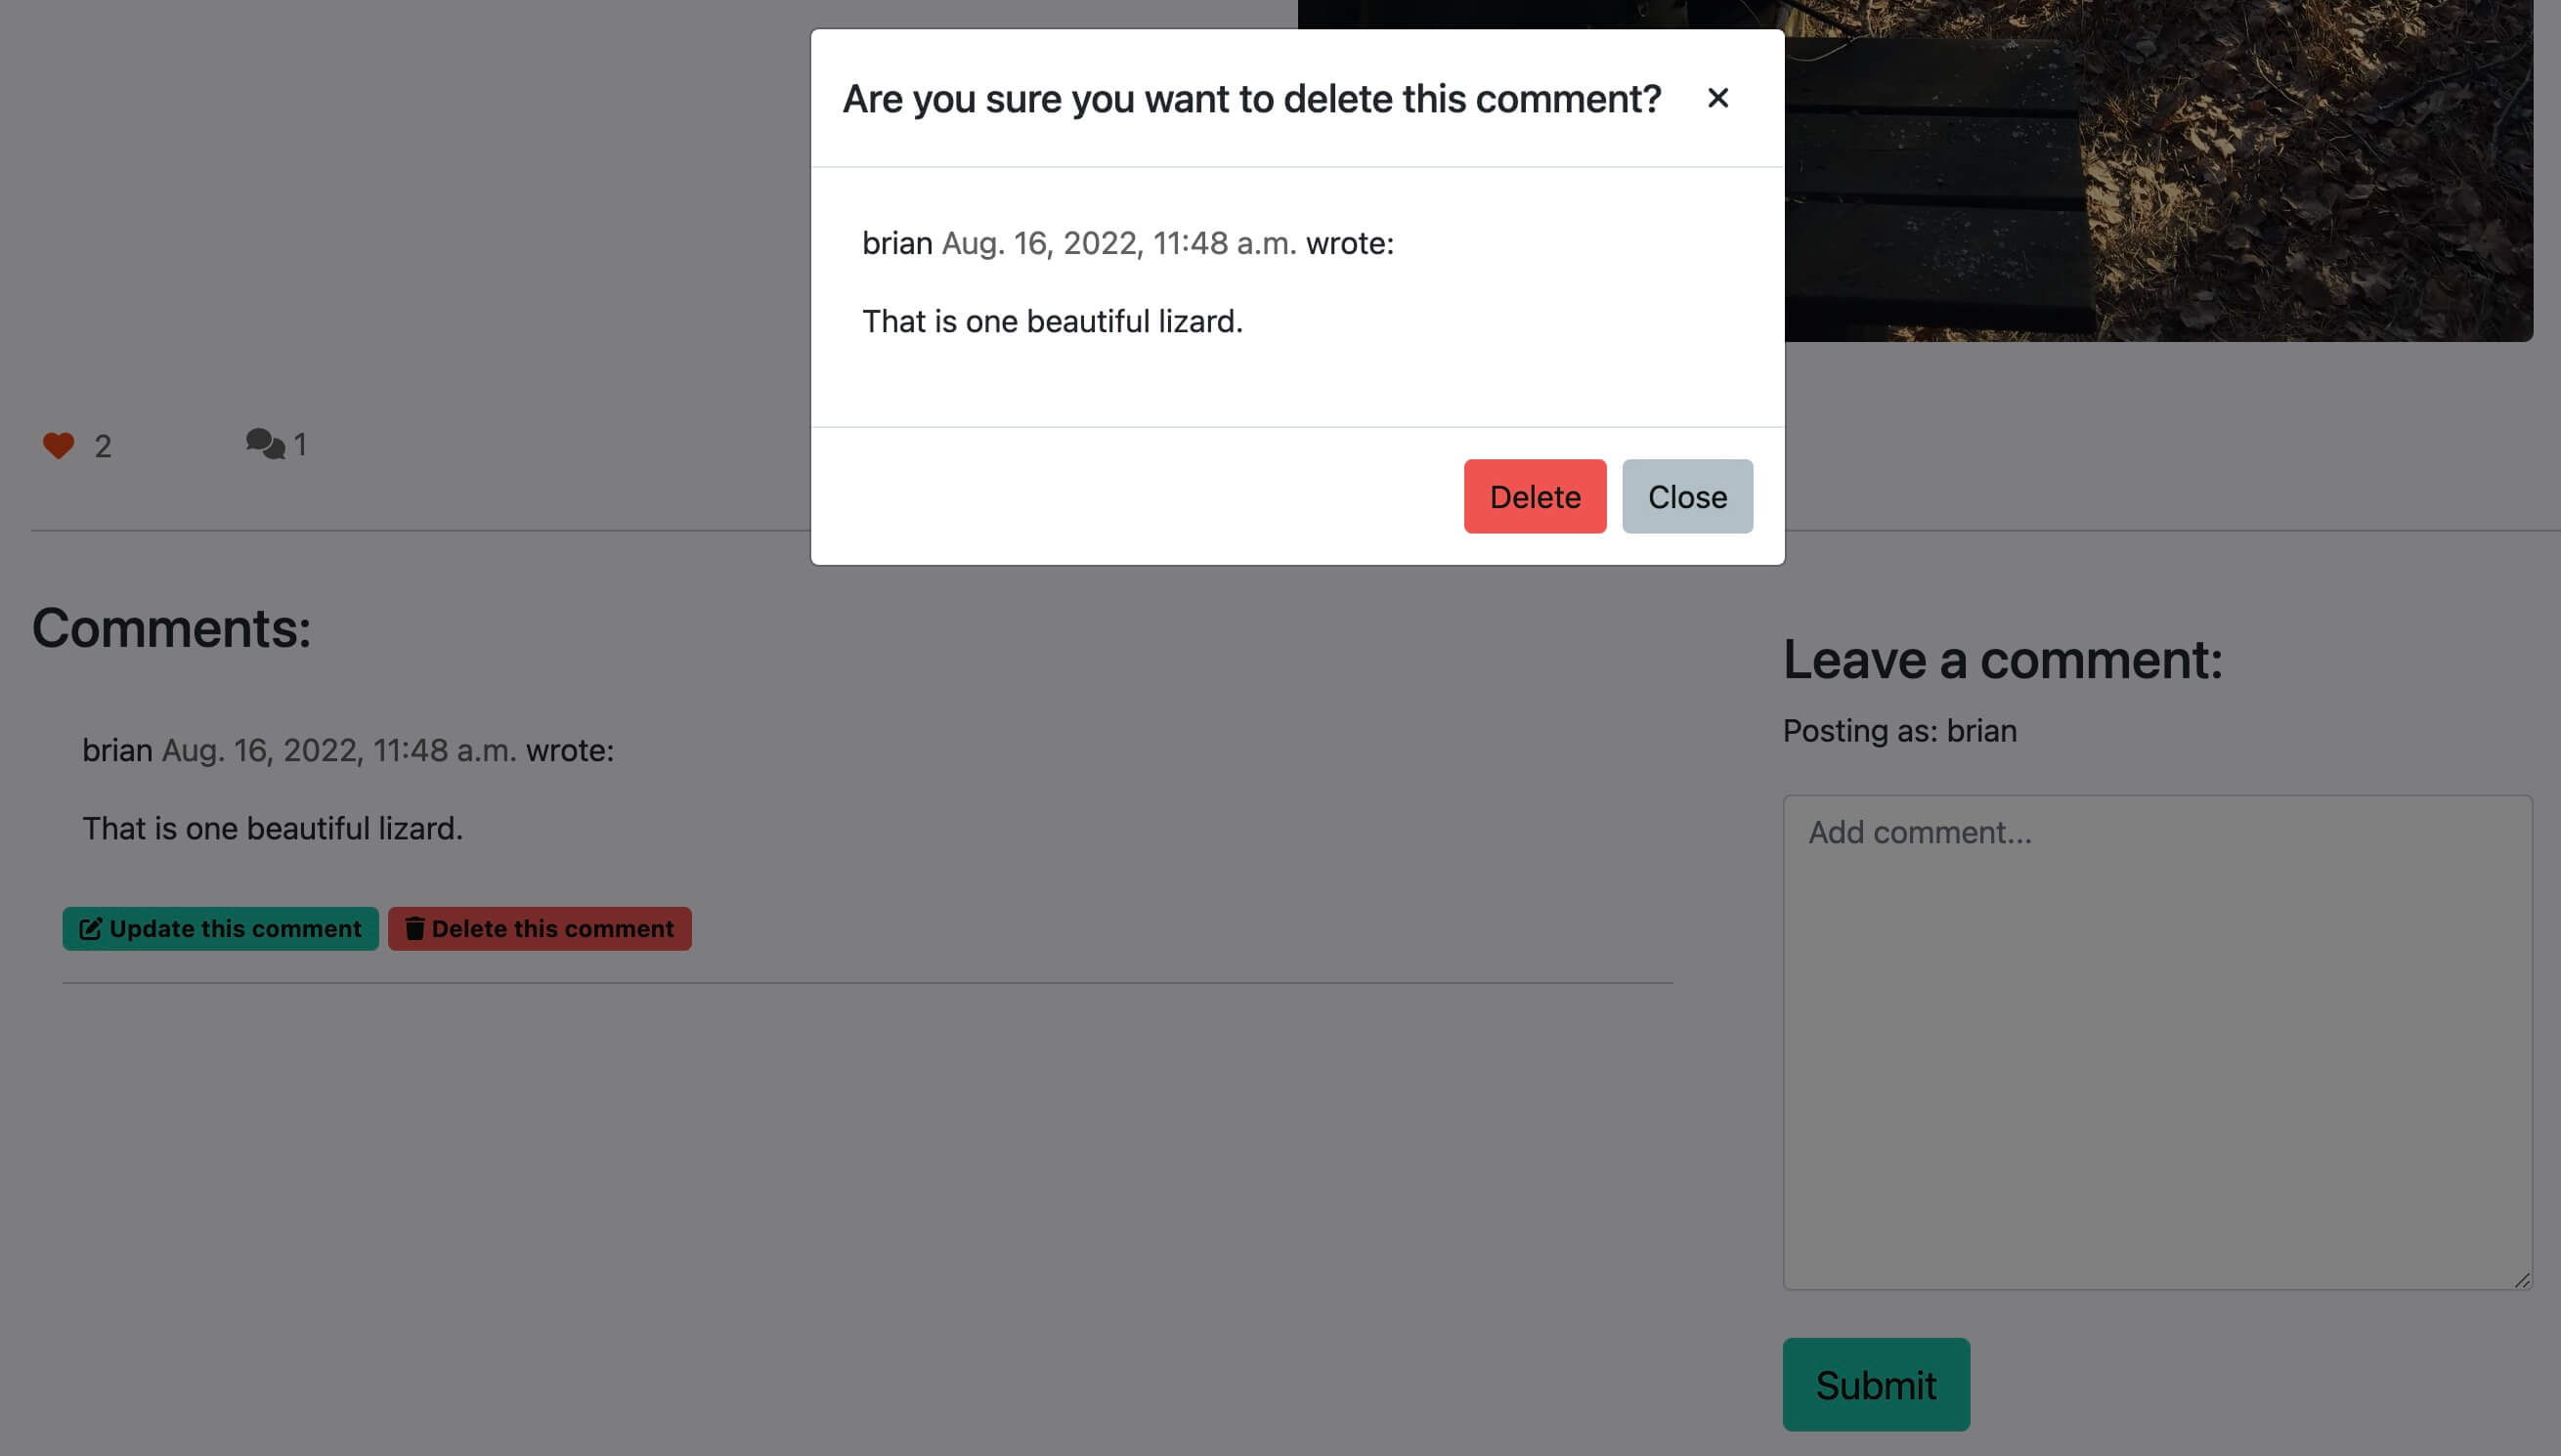 Are you sure you want to delete this comment?
brian Aug. 16, 2022, 11:48 a.m. wrote:
That is one beautiful lizard.
Delete Close
2 1
Comments:
brian Aug. 16, 2022, 11:48 a.m. wrote:
That is one beautiful lizard.
Update this comment Delete this comment
Leave a comment:
Posting as: brian
Add comment...
Submit